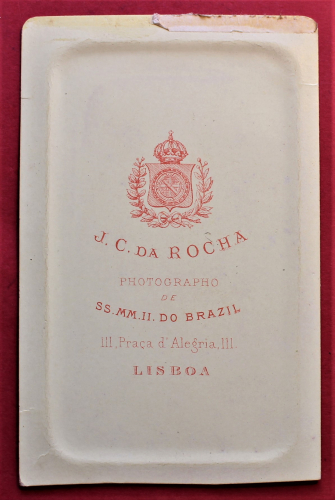 J. C. DA ROCHA
PHOTOGRAPHO
DE
SS. MM. II. DO BRAZIL
111, Praça d'Alegria, 111.
LISBOA